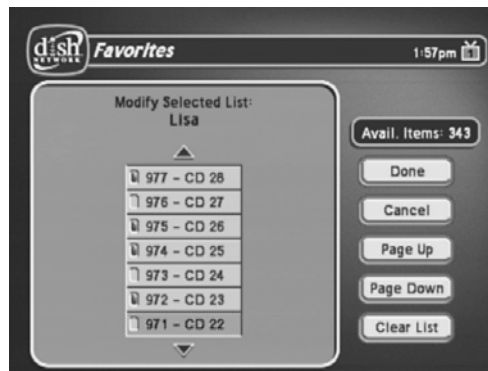 dish
NETWORK
Favorites
1:57pm
1
Modify Selected List:
Lisa
977 - CD 28
976 - CD 27
975 - CD 26
974 - CD 25
973 - CD 24
972 - CD 23
971 - CD 22
Avail. Items: 343
Done
Cancel
Page Up
Page Down
Clear List